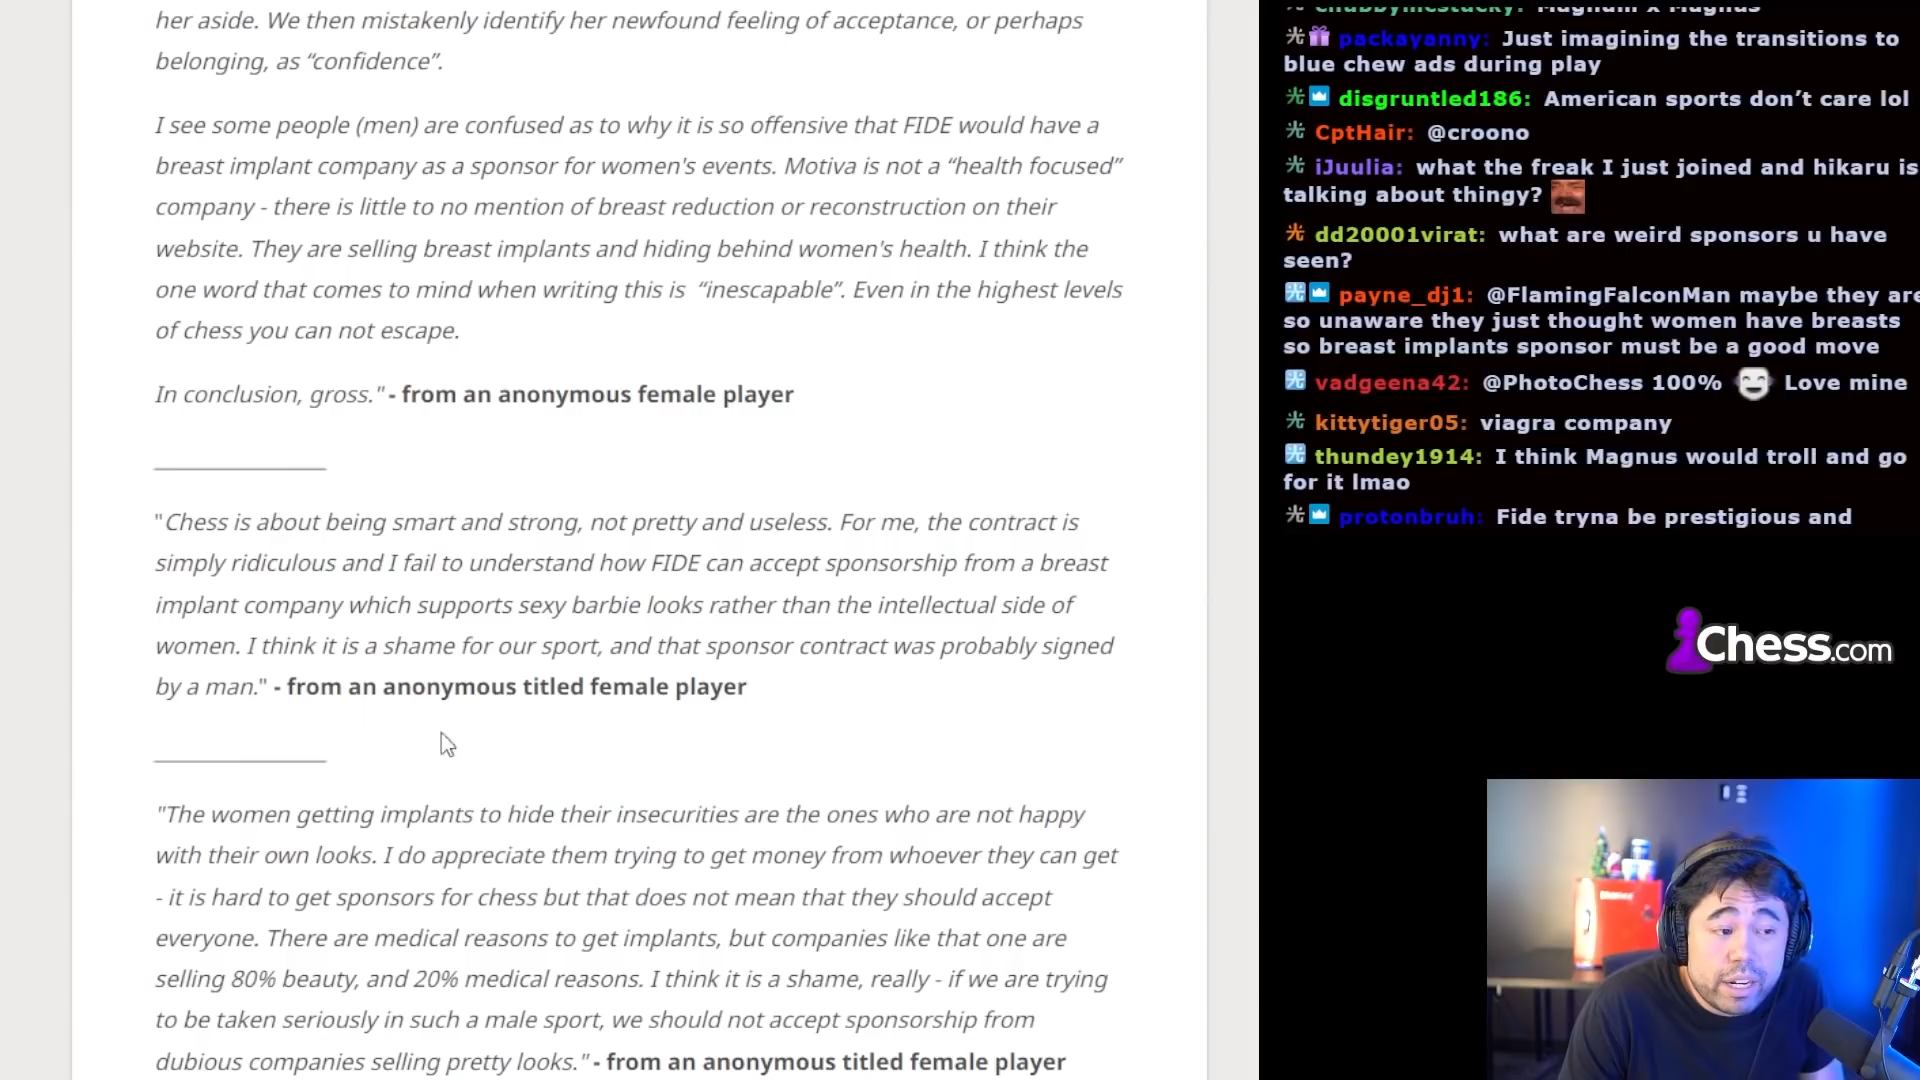 her aside. We then mistakenly identify her newfound feeling of acceptance, or perhaps
belonging, as “confidence”.
I see some people (men) are confused as to why it is so offensive that FIDE would have a
breast implant company as a sponsor for women's events. Motiva is not a “health focused”
company - there is little to no mention of breast reduction or reconstruction on their
website. They are selling breast implants and hiding behind women's health. I think the
one word that comes to mind when writing this is “inescapable”. Even in the highest levels
of chess you can not escape.
In conclusion, gross." - from an anonymous female player
"Chess is about being smart and strong, not pretty and useless. For me, the contract is
simply ridiculous and I fail to understand how FIDE can accept sponsorship from a breast
implant company which supports sexy barbie looks rather than the intellectual side of
women. I think it is a shame for our sport, and that sponsor contract was probably signed
by a man." - from an anonymous titled female player
"The women getting implants to hide their insecurities are the ones who are not happy
with their own looks. I do appreciate them trying to get money from whoever they can get
- it is hard to get sponsors for chess but that does not mean that they should accept
everyone. There are medical reasons to get implants, but companies like that one are
selling 80% beauty, and 20% medical reasons. I think it is a shame, really - if we are trying
to be taken seriously in such a male sport, we should not accept sponsorship from
dubious companies selling pretty looks." - from an anonymous titled female player
光 packayanny: Just imagining the transitions to
blue chew ads during play
光 disgruntled186: American sports don’t care lol
光 CptHair: @croono
光 iJuulia: what the freak I just joined and hikaru is
talking about thingy?
光 dd20001virat: what are weird sponsors u have
seen?
光 payne_dj1: @FlamingFalconMan maybe they are
so unaware they just thought women have breasts
so breast implants sponsor must be a good move
光 vadgeena42: @PhotoChess 100% Love mine
光 kittytiger05: viagra company
光 thundey1914: I think Magnus would troll and go
for it lmao
光 protonbruh: Fide tryna be prestigious and
Chess.com